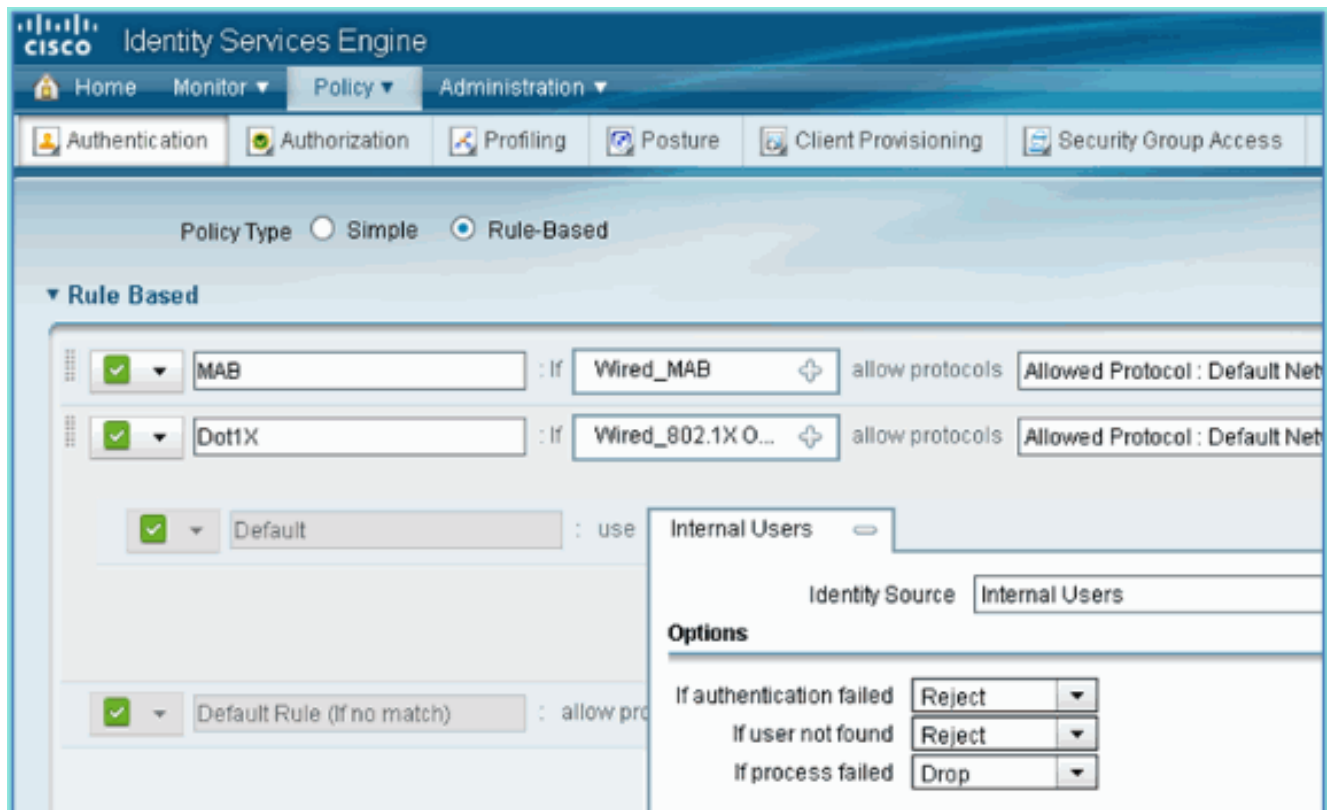 CISCO Identity Services Engine
Home Monitor Policy Administration
Authentication Authorization Profiling Posture Client Provisioning Security Group Access
Policy Type Simple Rule-Based
Rule Based
MAB : If Wired_MAB allow protocols Allowed Protocol : Default Net
Dot1X : If Wired_802.1X O... allow protocols Allowed Protocol : Default Net
Default : use Internal Users
Identity Source Internal Users
Options
If authentication failed Reject
Default Rule (If no match) : allow pro
If user not found Reject
If process failed Drop